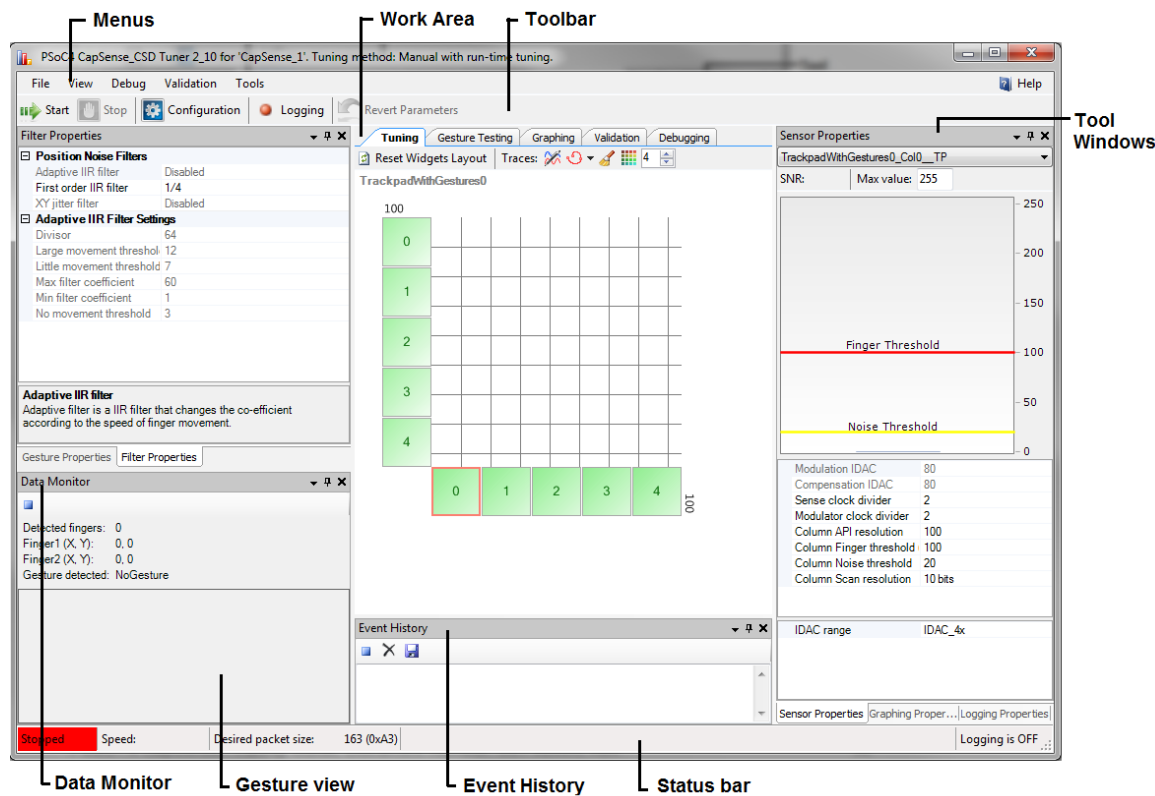 Menus
Work Area
Toolbar
PSoC4 CapSense_CSD Tuner 2_10 for 'CapSense_1'. Tuning method: Manual with run-time tuning.
File View Debug Validation Tools Help
Start Stop Configuration Logging Revert Parameters
Tool
Windows
Filter Properties
Position Noise Filters
Adaptive IIR filter Disabled
First order IIR filter 1/4
XY jitter filter Disabled
Adaptive IIR Filter Settings
Divisor 64
Large movement threshol 12
Little movement threshold 7
Max filter coefficient 60
Min filter coefficient 1
No movement threshold 3
Adaptive IIR filter
Adaptive filter is a IIR filter that changes the co-efficient
according to the speed of finger movement.
Gesture Properties Filter Properties
Data Monitor
Detected fingers: 0
Finger1 (X, Y): 0, 0
Finger2 (X, Y): 0, 0
Gesture detected: NoGesture
Tuning Gesture Testing Graphing Validation Debugging
Reset Widgets Layout Traces: 4
TrackpadWithGestures0
100
0
1
2
3
4
0 1 2 3 4
100
Event History
Sensor Properties
TrackpadWithGestures0_Col0__TP
SNR: Max value: 255
250
200
150
Finger Threshold
100
50
Noise Threshold
0
Modulation IDAC 80
Compensation IDAC 80
Sense clock divider 2
Modulator clock divider 2
Column API resolution 100
Column Finger threshold 100
Column Noise threshold 20
Column Scan resolution 10 bits
IDAC range IDAC_4x
Sensor Properties Graphing Proper... Logging Properties
Stopped Speed: Desired packet size: 163 (0xA3) Logging is OFF
Data Monitor
Gesture view
Event History
Status bar